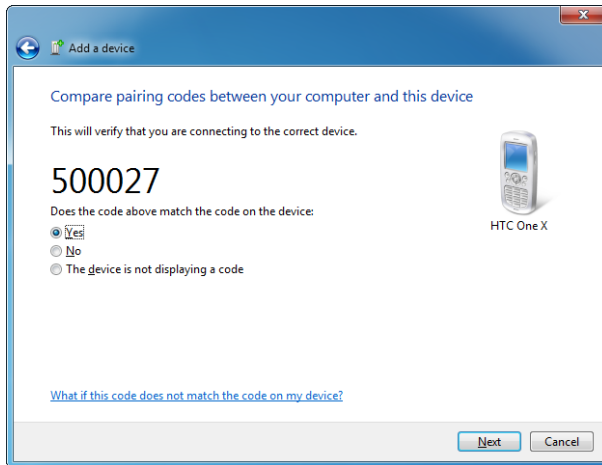 Add a device
Compare pairing codes between your computer and this device
This will verify that you are connecting to the correct device.
500027
Does the code above match the code on the device:
Yes
No
The device is not displaying a code
HTC One X
What if this code does not match the code on my device?
Next
Cancel